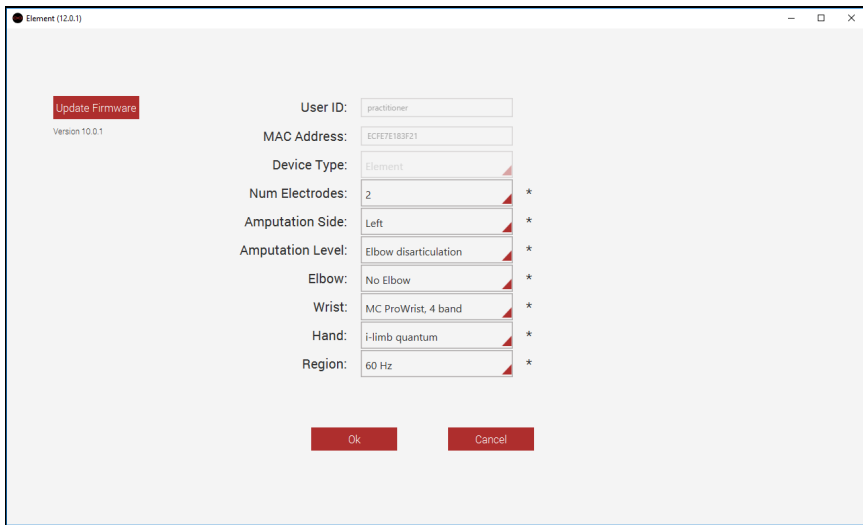 Element (12.0.1)
Update Firmware
Version 10.0.1
User ID: practitioner
MAC Address: ECFE7E183F21
Device Type: Element
Num Electrodes: 2 *
Amputation Side: Left *
Amputation Level: Elbow disarticulation *
Elbow: No Elbow *
Wrist: MC ProWrist, 4 band *
Hand: i-limb quantum *
Region: 60 Hz *
Ok Cancel